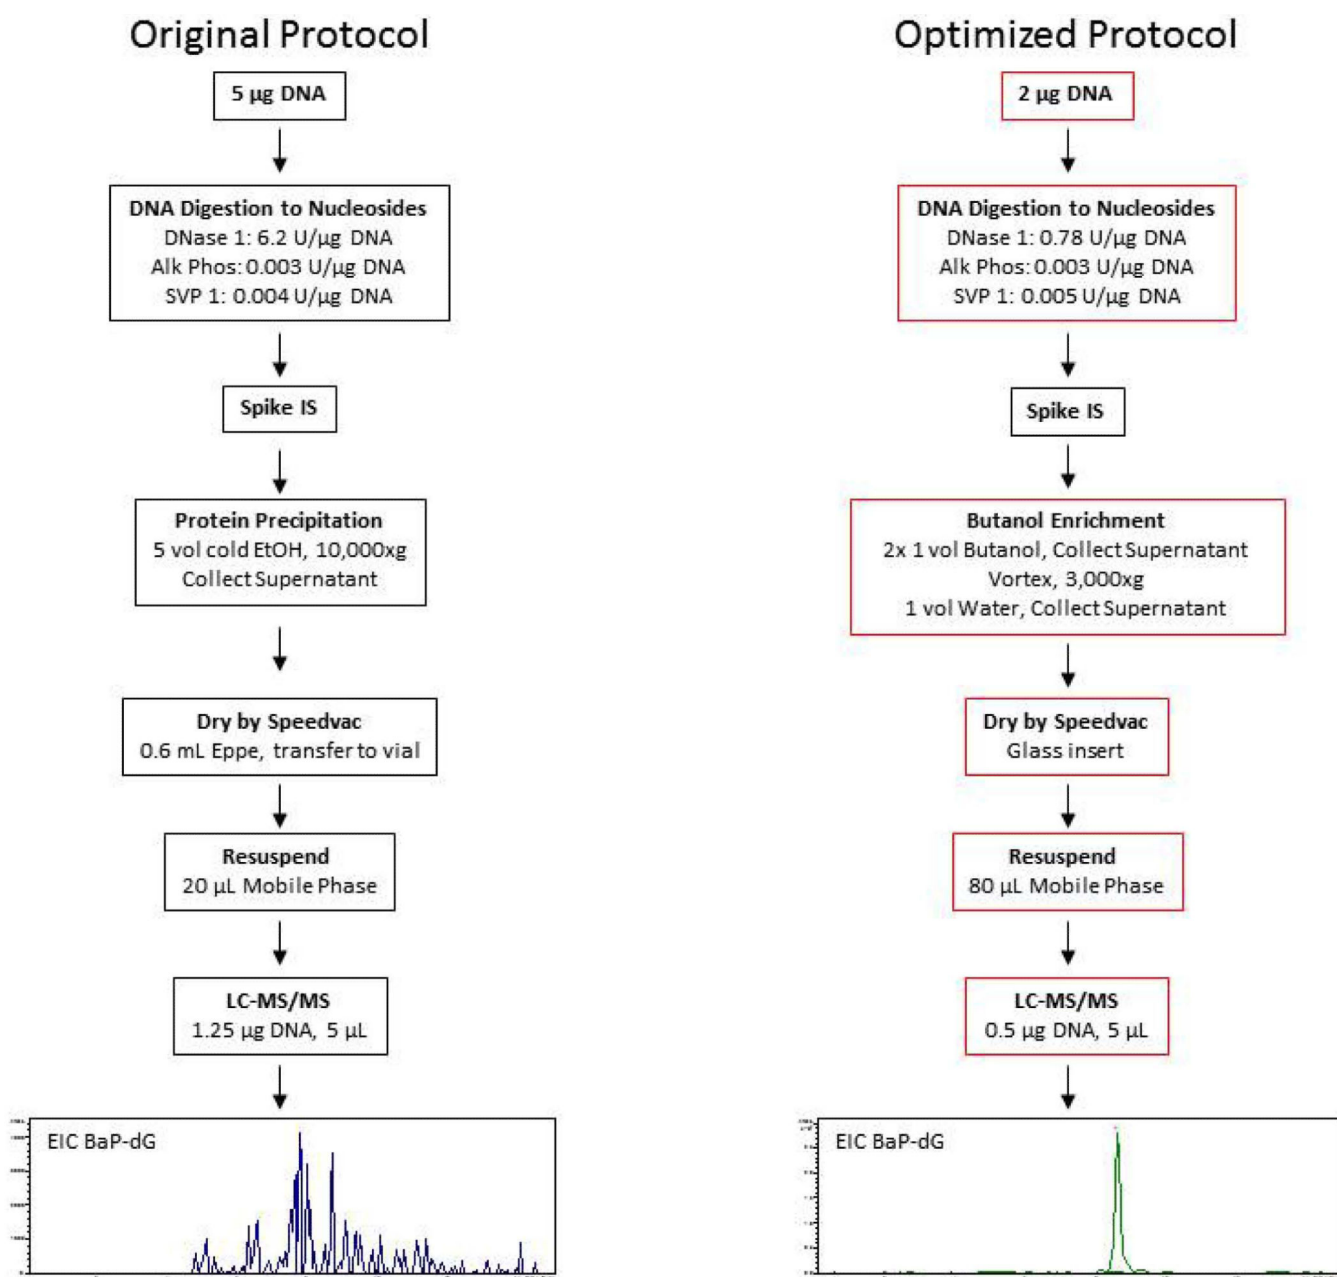 Original Protocol
5 µg DNA
DNA Digestion to Nucleosides
DNase 1: 6.2 U/µg DNA
Alk Phos: 0.003 U/µg DNA
SVP 1: 0.004 U/µg DNA
Spike IS
Protein Precipitation
5 vol cold EtOH, 10,000xg
Collect Supernatant
Dry by Speedvac
0.6 mL Eppe, transfer to vial
Resuspend
20 µL Mobile Phase
LC-MS/MS
1.25 µg DNA, 5 µL
EIC BaP-dG
Optimized Protocol
2 µg DNA
DNA Digestion to Nucleosides
DNase 1: 0.78 U/µg DNA
Alk Phos: 0.003 U/µg DNA
SVP 1: 0.005 U/µg DNA
Spike IS
Butanol Enrichment
2x 1 vol Butanol, Collect Supernatant
Vortex, 3,000xg
1 vol Water, Collect Supernatant
Dry by Speedvac
Glass insert
Resuspend
80 µL Mobile Phase
LC-MS/MS
0.5 µg DNA, 5 µL
EIC BaP-dG